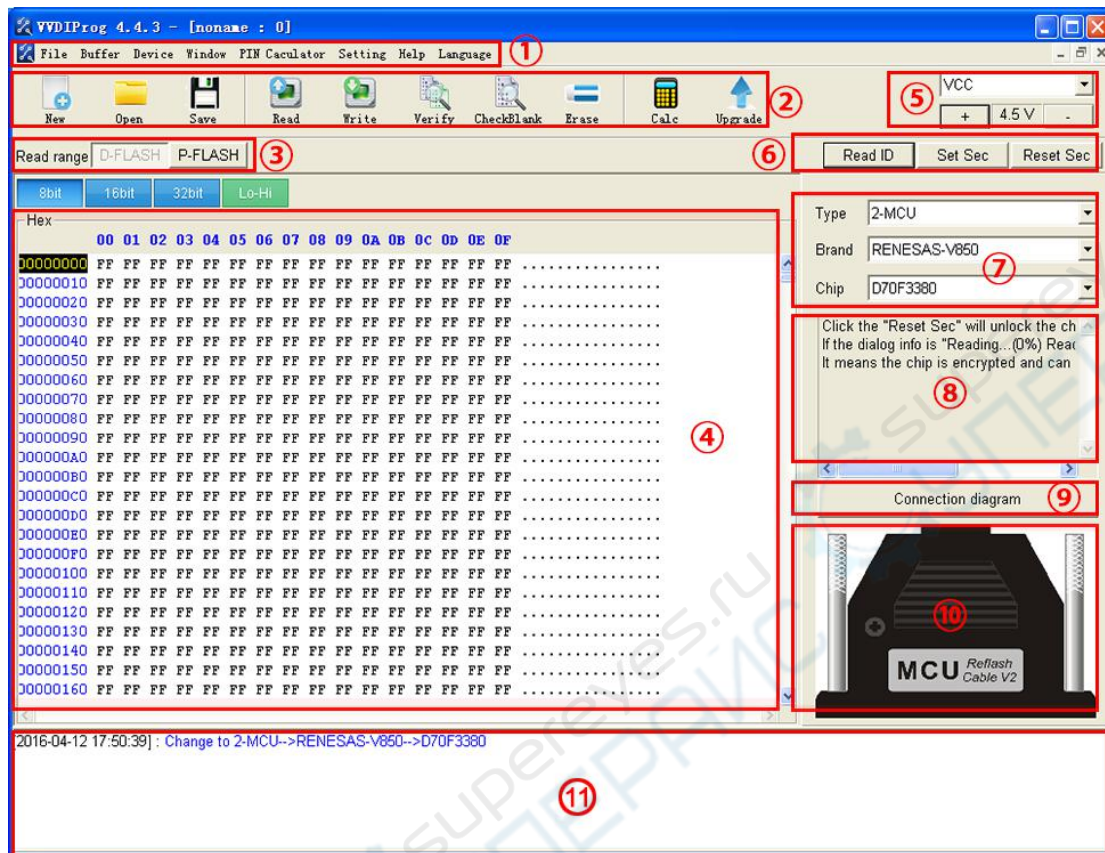 VVDIProg 4.4.3 - [noname : 0]
File Buffer Device Window PIN Caculator Setting Help Language ①
New Open Save Read Write Verify CheckBlank Erase Calc Upgrade ②
⑤ VCC
+ 4.5 V -
Read range D-FLASH P-FLASH ③
⑥ Read ID Set Sec Reset Sec
8bit 16bit 32bit Lo-Hi
Hex
00 01 02 03 04 05 06 07 08 09 0A 0B 0C 0D 0E 0F
00000000 FF FF FF FF FF FF FF FF FF FF FF FF FF FF FF FF ................
00000010 FF FF FF FF FF FF FF FF FF FF FF FF FF FF FF FF ................
00000020 FF FF FF FF FF FF FF FF FF FF FF FF FF FF FF FF ................
00000030 FF FF FF FF FF FF FF FF FF FF FF FF FF FF FF FF ................
00000040 FF FF FF FF FF FF FF FF FF FF FF FF FF FF FF FF ................
00000050 FF FF FF FF FF FF FF FF FF FF FF FF FF FF FF FF ................
00000060 FF FF FF FF FF FF FF FF FF FF FF FF FF FF FF FF ................
00000070 FF FF FF FF FF FF FF FF FF FF FF FF FF FF FF FF ................
00000080 FF FF FF FF FF FF FF FF FF FF FF FF FF FF FF FF ................
00000090 FF FF FF FF FF FF FF FF FF FF FF FF FF FF FF FF ................
000000A0 FF FF FF FF FF FF FF FF FF FF FF FF FF FF FF FF ................
000000B0 FF FF FF FF FF FF FF FF FF FF FF FF FF FF FF FF ................
000000C0 FF FF FF FF FF FF FF FF FF FF FF FF FF FF FF FF ................
000000D0 FF FF FF FF FF FF FF FF FF FF FF FF FF FF FF FF ................
000000E0 FF FF FF FF FF FF FF FF FF FF FF FF FF FF FF FF ................
000000F0 FF FF FF FF FF FF FF FF FF FF FF FF FF FF FF FF ................
00000100 FF FF FF FF FF FF FF FF FF FF FF FF FF FF FF FF ................
00000110 FF FF FF FF FF FF FF FF FF FF FF FF FF FF FF FF ................
00000120 FF FF FF FF FF FF FF FF FF FF FF FF FF FF FF FF ................
00000130 FF FF FF FF FF FF FF FF FF FF FF FF FF FF FF FF ................
00000140 FF FF FF FF FF FF FF FF FF FF FF FF FF FF FF FF ................
00000150 FF FF FF FF FF FF FF FF FF FF FF FF FF FF FF FF ................
00000160 FF FF FF FF FF FF FF FF FF FF FF FF FF FF FF FF ................
④
Type 2-MCU
Brand RENESAS-V850
⑦
Chip D70F3380
Click the "Reset Sec" will unlock the ch
If the dialog info is "Reading...(0%) Read
It means the chip is encrypted and can
⑧
Connection diagram ⑨
⑩
MCU Reflash
Cable V2
[2016-04-12 17:50:39] : Change to 2-MCU-->RENESAS-V850-->D70F3380
⑪
supereyes.ru